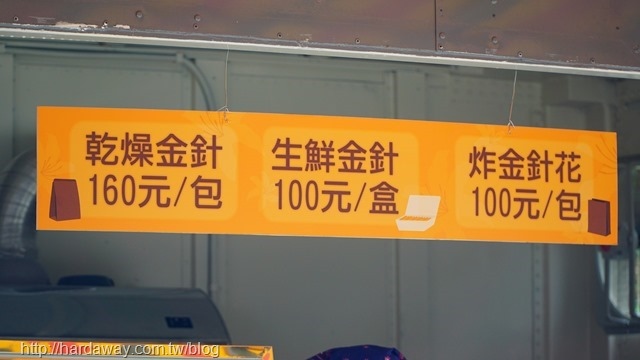 乾燥金針
160元/包
生鮮金針
100元/盒
炸金針花
100元/包
http://hardaway.com.tw/blog